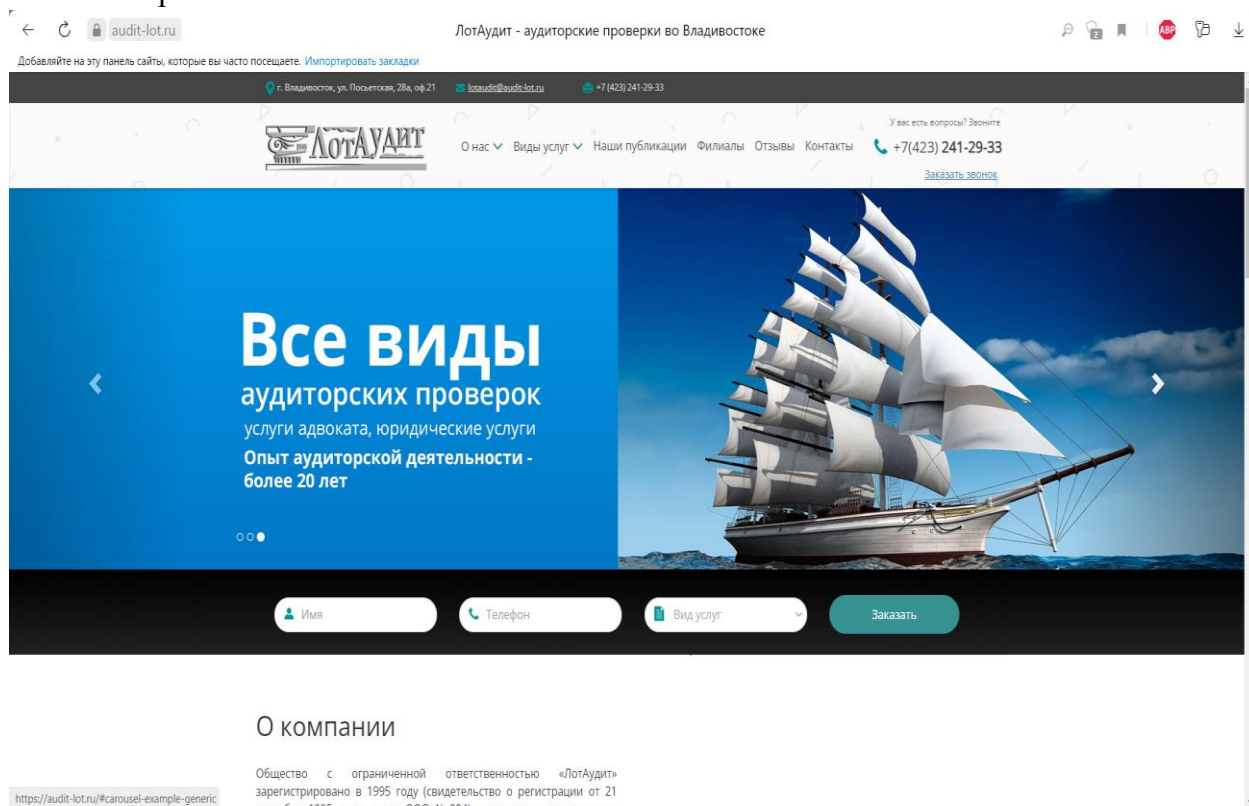 audit-lot.ru
ЛотАудит - аудиторские проверки во Владивостоке
2
ABP
Добавляйте на эту панель сайты, которые вы часто посещаете. Импортировать закладки
г. Владивосток, ул. Посьетская, 28а, оф.21
lotaudit@audit-lot.ru
+7 (423) 241-29-33
ЛотАудит
О нас
Виды услуг
Наши публикации
Филиалы
Отзывы
Контакты
У вас есть вопросы? Звоните
+7(423) 241-29-33
Заказать звонок
Все виды
аудиторских проверок
услуги адвоката, юридические услуги
Опыт аудиторской деятельности -
более 20 лет
Имя
Телефон
Вид услуг
Заказать
О компании
Общество с ограниченной ответственностью «ЛотАудит»
зарегистрировано в 1995 году (свидетельство о регистрации от 21
https://audit-lot.ru/#carousel-example-generic